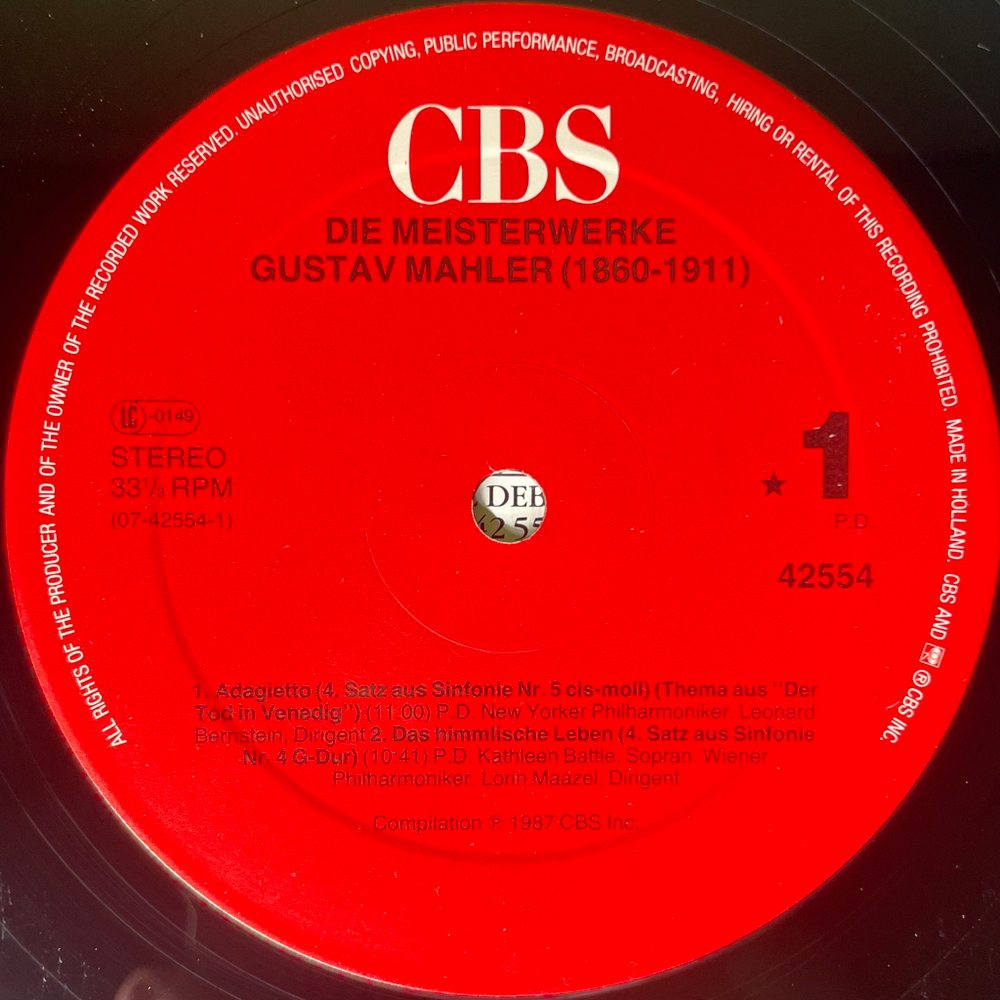 ALL RIGHTS OF THE PRODUCER AND OF THE OWNER OF THE RECORDED WORK RESERVED. UNAUTHORISED COPYING, PUBLIC PERFORMANCE, BROADCASTING, HIRING OR RENTAL OF THIS RECORDING PROHIBITED. MADE IN HOLLAND. CBS AND ℗ CBS INC.
CBS
DIE MEISTERWERKE
GUSTAV MAHLER (1860-1911)
LC-0149
STEREO
33⅓ RPM
(07-42554-1)
DEB
42 55
★ 1
P.D.
42554
1. Adagietto (4. Satz aus Sinfonie Nr. 5 cis-moll) (Thema aus "Der
Tod in Venedig") (11:00) P.D. New Yorker Philharmoniker. Leonard
Bernstein, Dirigent 2. Das himmlische Leben (4. Satz aus Sinfonie
Nr. 4 G-Dur) (10:41) P.D. Kathleen Battle, Sopran. Wiener
Philharmoniker. Lorin Maazel, Dirigent
Compilation ℗ 1987 CBS Inc.